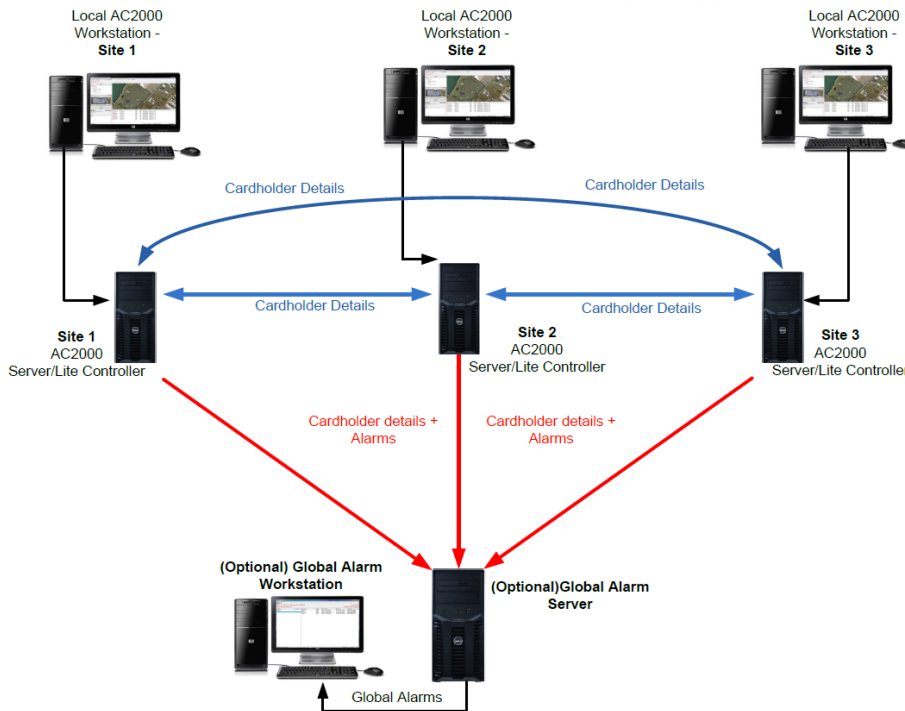 Local AC2000
Workstation -
Site 1
Local AC2000
Workstation -
Site 2
Local AC2000
Workstation -
Site 3
Cardholder Details
Cardholder Details
Cardholder Details
Cardholder Details
Site 1
AC2000
Server/Lite Controller
Site 2
AC2000
Server/Lite Controller
Site 3
AC2000
Server/Lite Controller
Cardholder details +
Alarms
Cardholder details +
Alarms
(Optional) Global Alarm
Workstation
(Optional)Global Alarm
Server
Global Alarms